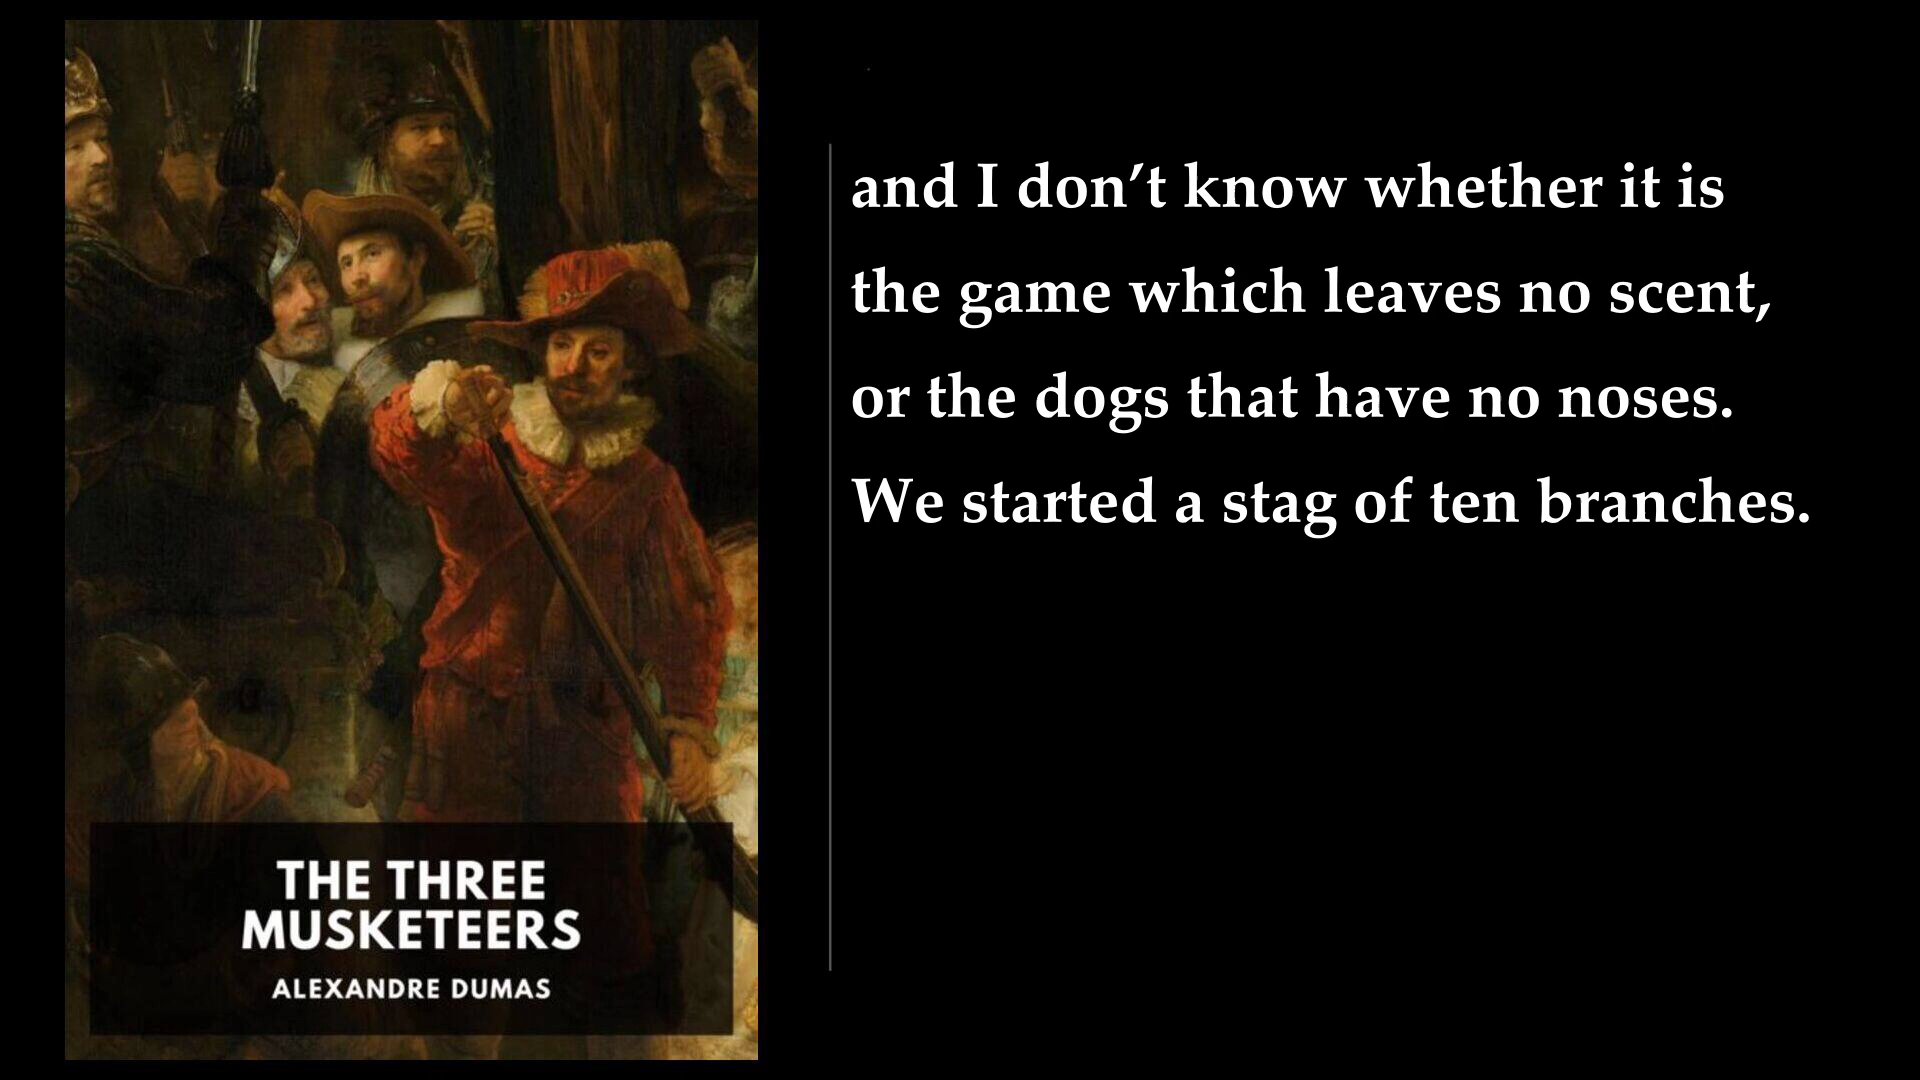 THE THREE
MUSKETEERS
ALEXANDRE DUMAS
and I don’t know whether it is
the game which leaves no scent,
or the dogs that have no noses.
We started a stag of ten branches.